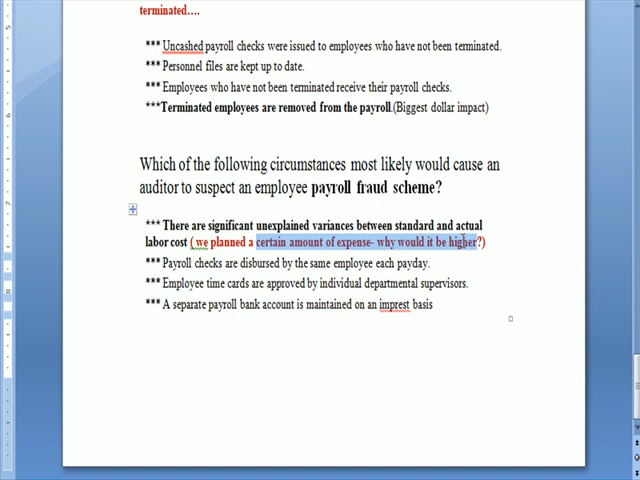 terminated….
*** Uncashed payroll checks were issued to employees who have not been terminated.
*** Personnel files are kept up to date.
*** Employees who have not been terminated receive their payroll checks.
***Terminated employees are removed from the payroll.(Biggest dollar impact)
Which of the following circumstances most likely would cause an
auditor to suspect an employee payroll fraud scheme?
*** There are significant unexplained variances between standard and actual
labor cost ( we planned a certain amount of expense- why would it be higher?)
*** Payroll checks are disbursed by the same employee each payday.
*** Employee time cards are approved by individual departmental supervisors.
*** A separate payroll bank account is maintained on an imprest basis